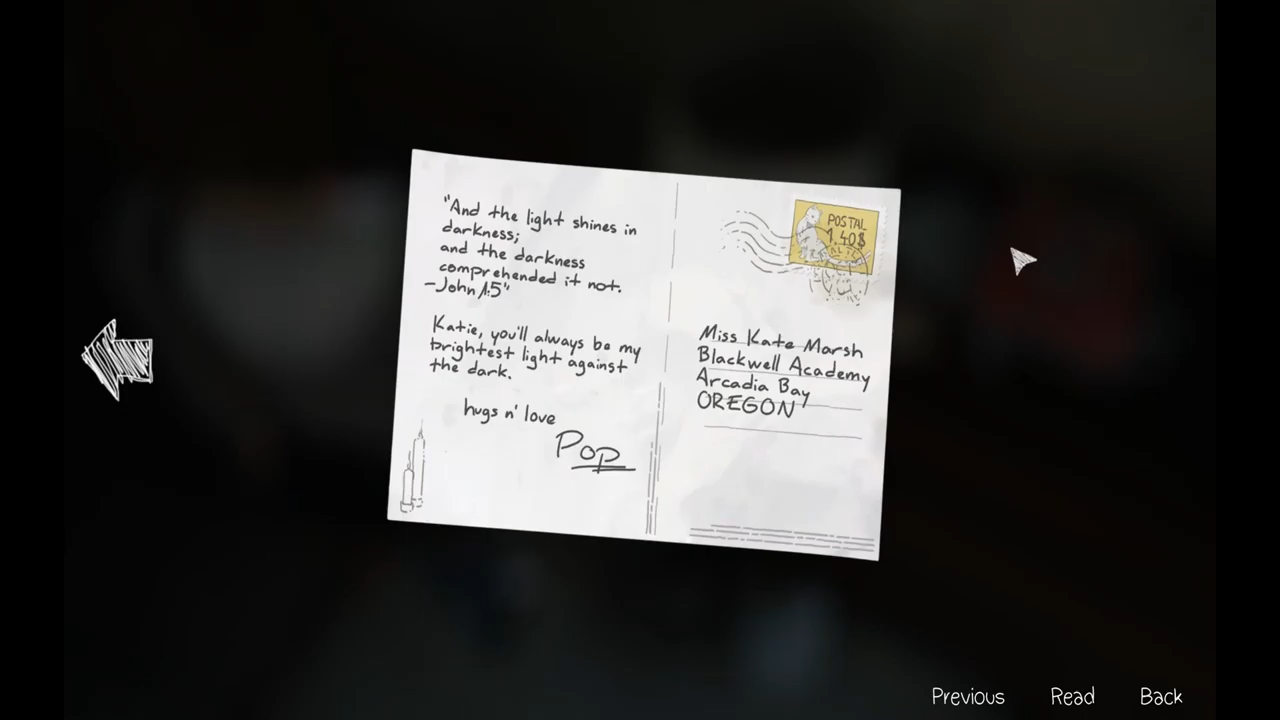 "And the light shines in
darkness;
and the darkness
comprehended it not.
-John 1:5"
Katie, you'll always be my
brightest light against
the dark.
hugs n' love
POP
POSTAL
1.40$
Miss Kate Marsh
Blackwell Academy
Arcadia Bay
OREGON
Previous
Read
Back